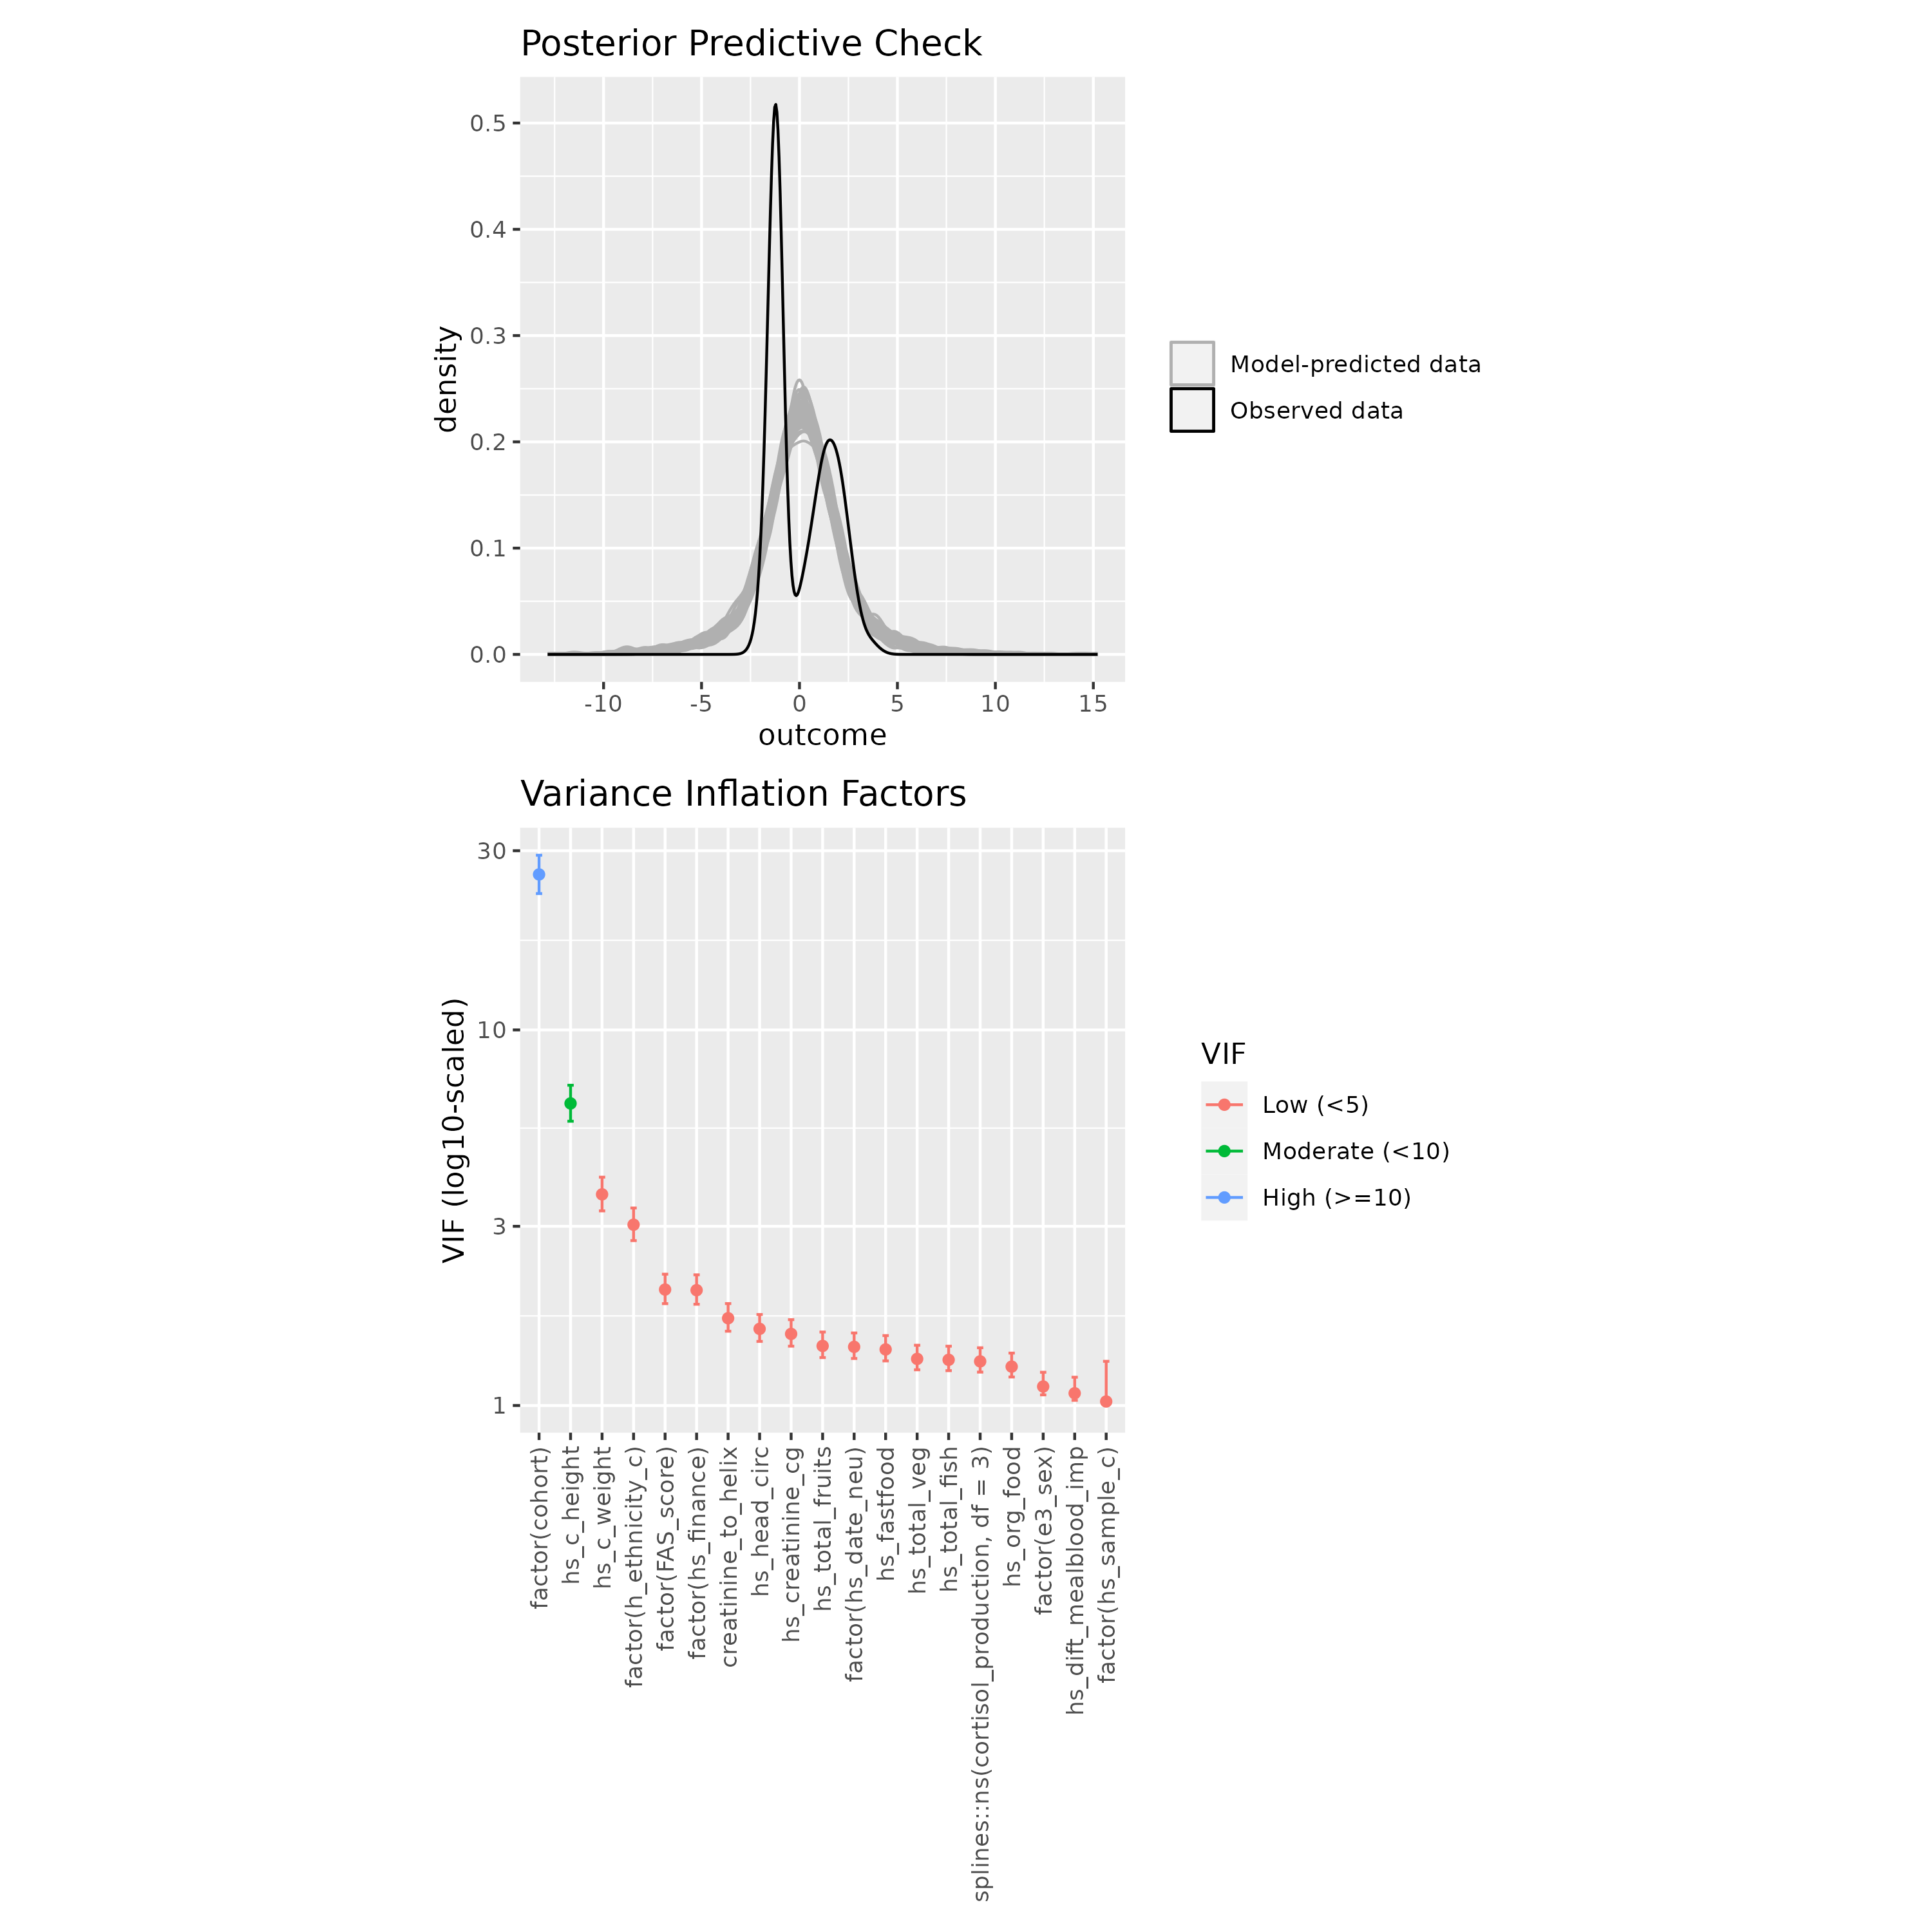 Posterior Predictive Check
0.5
0.4
0.3
0.2
0.1
0.0
density
-10 -5 0 5 10 15
outcome
Model-predicted data
Observed data
Variance Inflation Factors
30
10
3
1
VIF (log10-scaled)
factor(cohort)
hs_c_height
hs_c_weight
factor(h_ethnicity_c)
factor(FAS_score)
factor(hs_finance)
creatinine_to_helix
hs_head_circ
hs_creatinine_cg
hs_total_fruits
factor(hs_date_neu)
hs_fastfood
hs_total_veg
hs_total_fish
splines::ns(cortisol_production, df = 3)
hs_org_food
factor(e3_sex)
hs_dift_mealblood_imp
factor(hs_sample_c)
VIF
Low (<5)
Moderate (<10)
High (>=10)